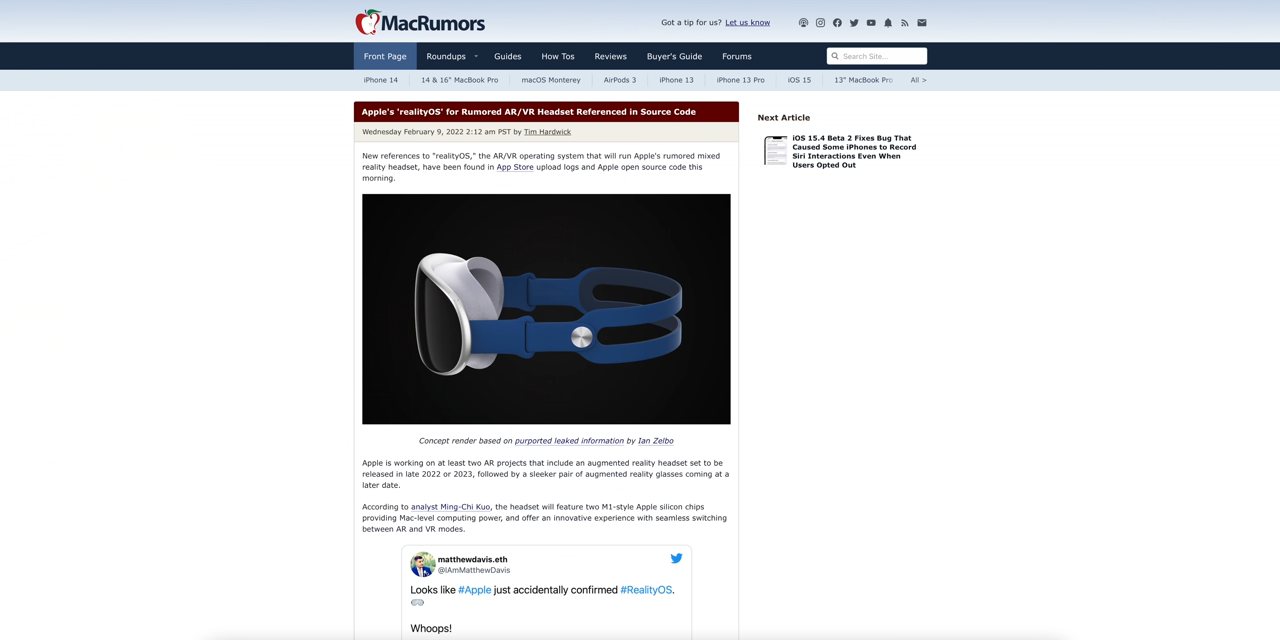 MacRumors
Got a tip for us? Let us know
Front Page Roundups Guides How Tos Reviews Buyer's Guide Forums Search Site...
iPhone 14 14 & 16" MacBook Pro macOS Monterey AirPods 3 iPhone 13 iPhone 13 Pro iOS 15 13" MacBook Pro All >
Apple's 'realityOS' for Rumored AR/VR Headset Referenced in Source Code
Wednesday February 9, 2022 2:12 am PST by Tim Hardwick
New references to "realityOS," the AR/VR operating system that will run Apple's rumored mixed
reality headset, have been found in App Store upload logs and Apple open source code this
morning.
Concept render based on purported leaked information by Ian Zelbo
Apple is working on at least two AR projects that include an augmented reality headset set to be
released in late 2022 or 2023, followed by a sleeker pair of augmented reality glasses coming at a
later date.
According to analyst Ming-Chi Kuo, the headset will feature two M1-style Apple silicon chips
providing Mac-level computing power, and offer an innovative experience with seamless switching
between AR and VR modes.
matthewdavis.eth
@IAmMatthewDavis
Looks like #Apple just accidentally confirmed #RealityOS.
Whoops!
Next Article
iOS 15.4 Beta 2 Fixes Bug That
Caused Some iPhones to Record
Siri Interactions Even When
Users Opted Out